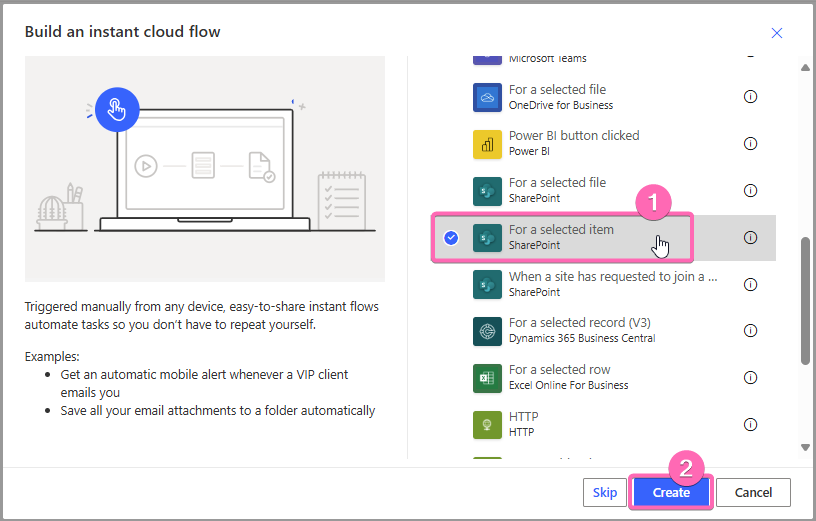 Build an instant cloud flow
Triggered manually from any device, easy-to-share instant flows
automate tasks so you don't have to repeat yourself.
Examples:
Get an automatic mobile alert whenever a VIP client
emails you
Save all your email attachments to a folder automatically
Microsoft Teams
For a selected file
OneDrive for Business
Power BI button clicked
Power BI
For a selected file
SharePoint
1
For a selected item
SharePoint
When a site has requested to join a ...
SharePoint
For a selected record (V3)
Dynamics 365 Business Central
For a selected row
Excel Online For Business
HTTP
HTTP
2
Skip
Create
Cancel